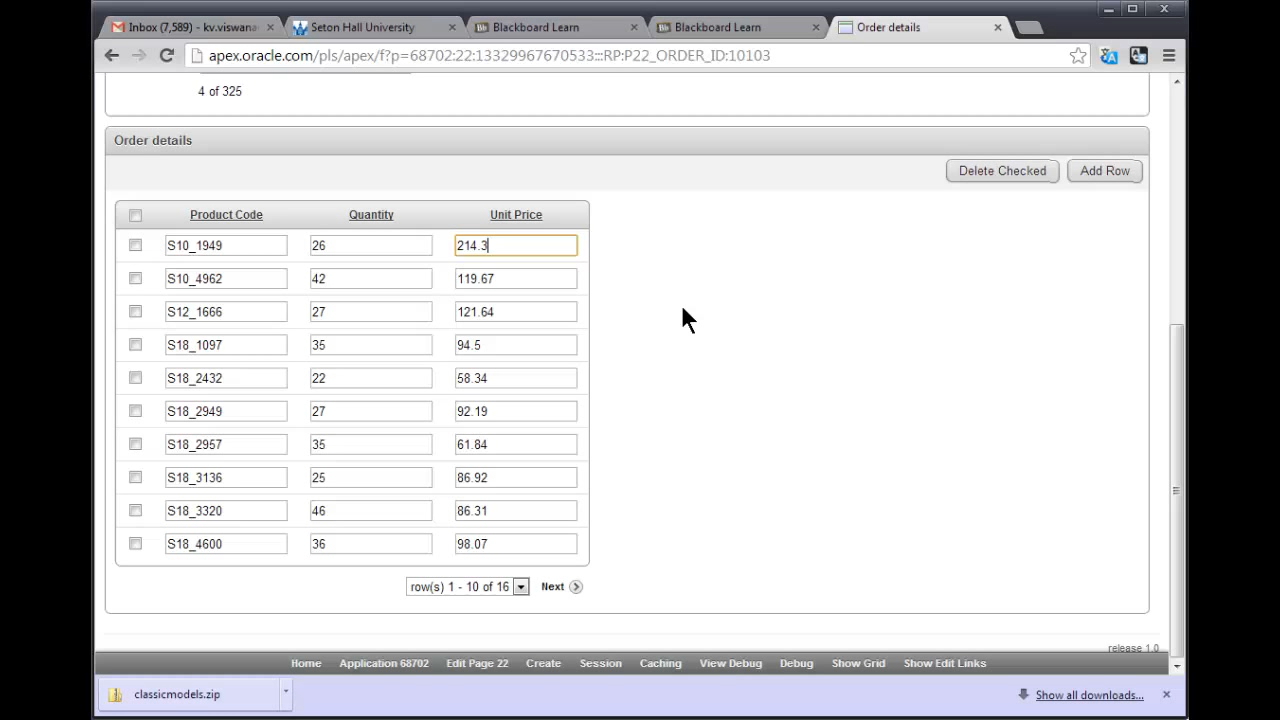 Inbox (7,589) - kv.viswana
Seton Hall University
Blackboard Learn
Blackboard Learn
Order details
apex.oracle.com/pls/apex/f?p=68702:22:13329967670533:::RP:P22_ORDER_ID:10103
4 of 325
Order details
Delete Checked
Add Row
Product Code Quantity Unit Price
S10_1949 26 214.3
S10_4962 42 119.67
S12_1666 27 121.64
S18_1097 35 94.5
S18_2432 22 58.34
S18_2949 27 92.19
S18_2957 35 61.84
S18_3136 25 86.92
S18_3320 46 86.31
S18_4600 36 98.07
row(s) 1 - 10 of 16 Next
release 1.0
Home Application 68702 Edit Page 22 Create Session Caching View Debug Debug Show Grid Show Edit Links
classicmodels.zip
Show all downloads...